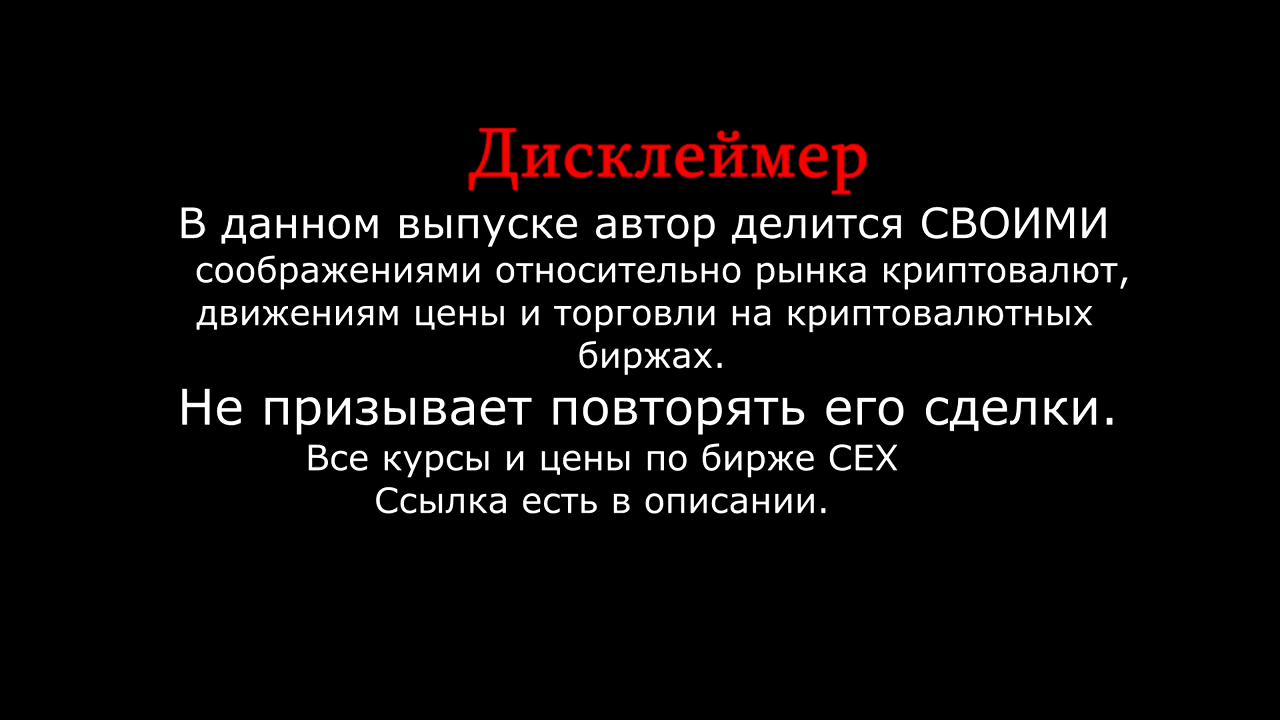 Дисклеймер
В данном выпуске автор делится СВОИМИ
соображениями относительно рынка криптовалют,
движениям цены и торговли на криптовалютных
биржах.
Не призывает повторять его сделки.
Все курсы и цены по бирже CEX
Ссылка есть в описании.